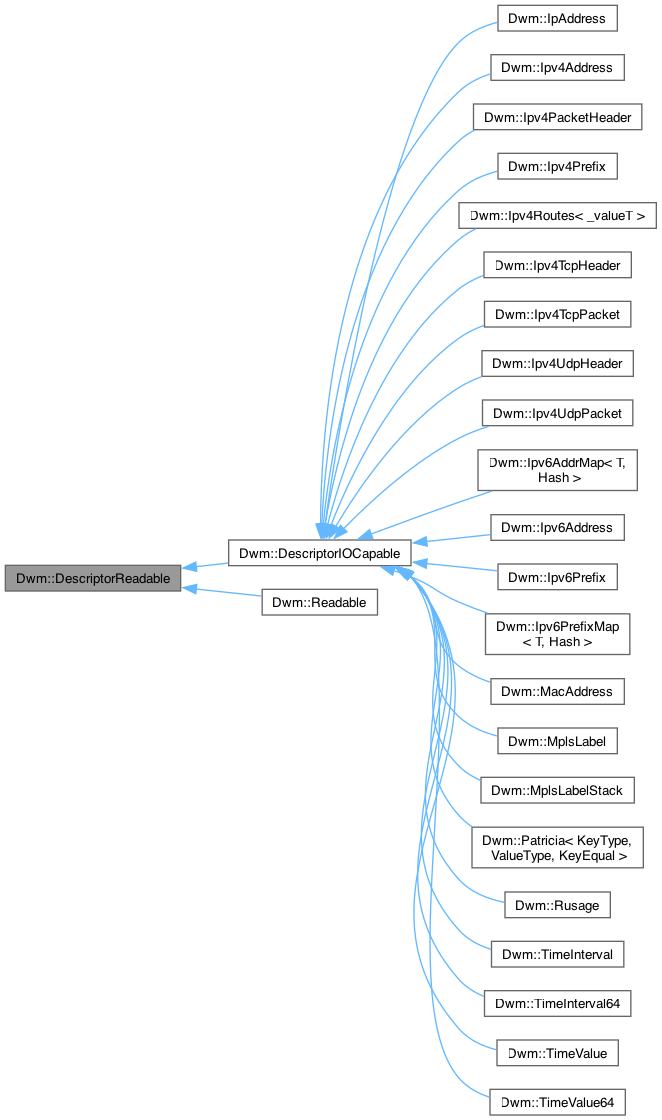 Dwm::IpAddress
Dwm::Ipv4Address
Dwm::Ipv4PacketHeader
Dwm::Ipv4Prefix
Dwm::Ipv4Routes< _valueT >
Dwm::Ipv4TcpHeader
Dwm::Ipv4TcpPacket
Dwm::Ipv4UdpHeader
Dwm::Ipv4UdpPacket
Dwm::Ipv6AddrMap< T,
Hash >
Dwm::Ipv6Address
Dwm::DescriptorIOCapable
Dwm::DescriptorReadable
Dwm::Ipv6Prefix
Dwm::Readable
Dwm::Ipv6PrefixMap
< T, Hash >
Dwm::MacAddress
Dwm::MplsLabel
Dwm::MplsLabelStack
Dwm::Patricia< KeyType,
ValueType, KeyEqual >
Dwm::Rusage
Dwm::TimeInterval
Dwm::TimeInterval64
Dwm::TimeValue
Dwm::TimeValue64